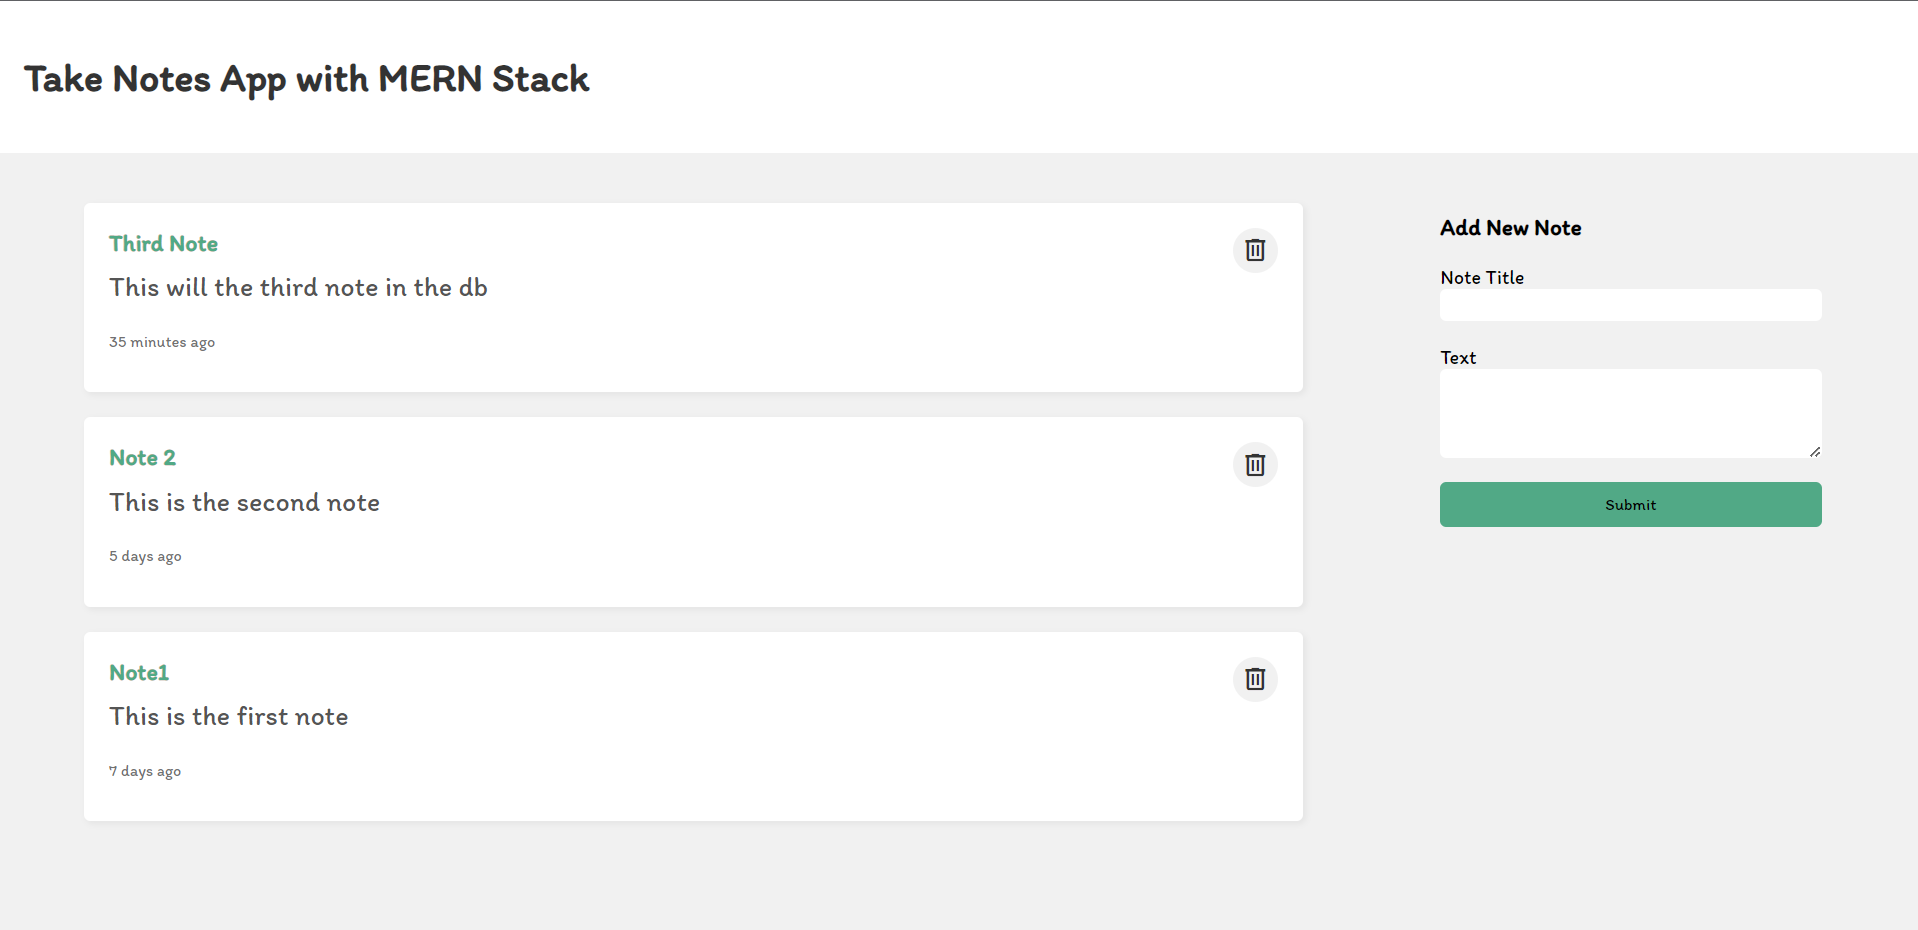 Take Notes App with MERN Stack
Third Note
This will the third note in the db
35 minutes ago
Note 2
This is the second note
5 days ago
Note1
This is the first note
7 days ago
Add New Note
Note Title
Text
Submit